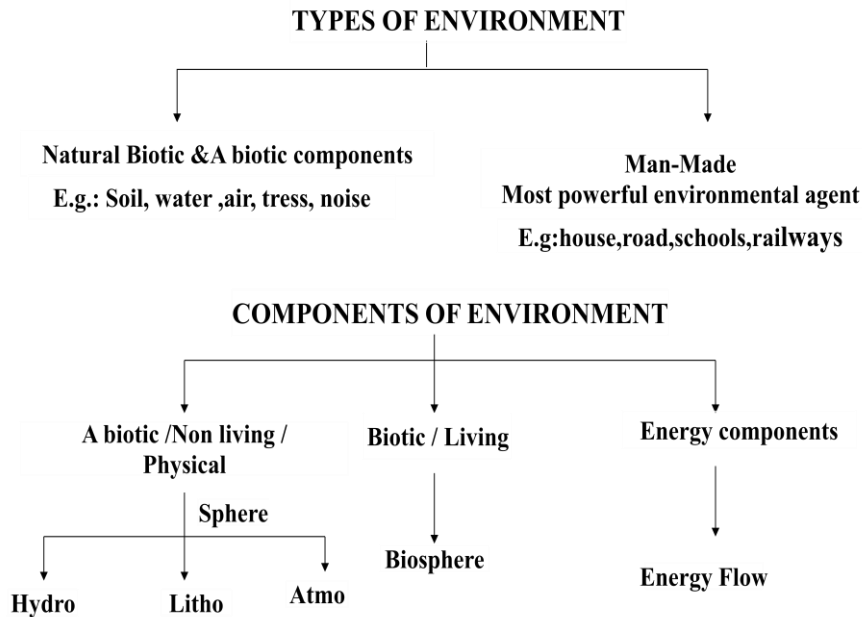 TYPES OF ENVIRONMENT
Natural Biotic &A biotic components
E.g.: Soil, water ,air, tress, noise
Man-Made
Most powerful environmental agent
E.g:house,road,schools,railways
COMPONENTS OF ENVIRONMENT
A biotic /Non living /
Physical
Biotic / Living
Energy components
Sphere
Hydro
Litho
Atmo
Biosphere
Energy Flow